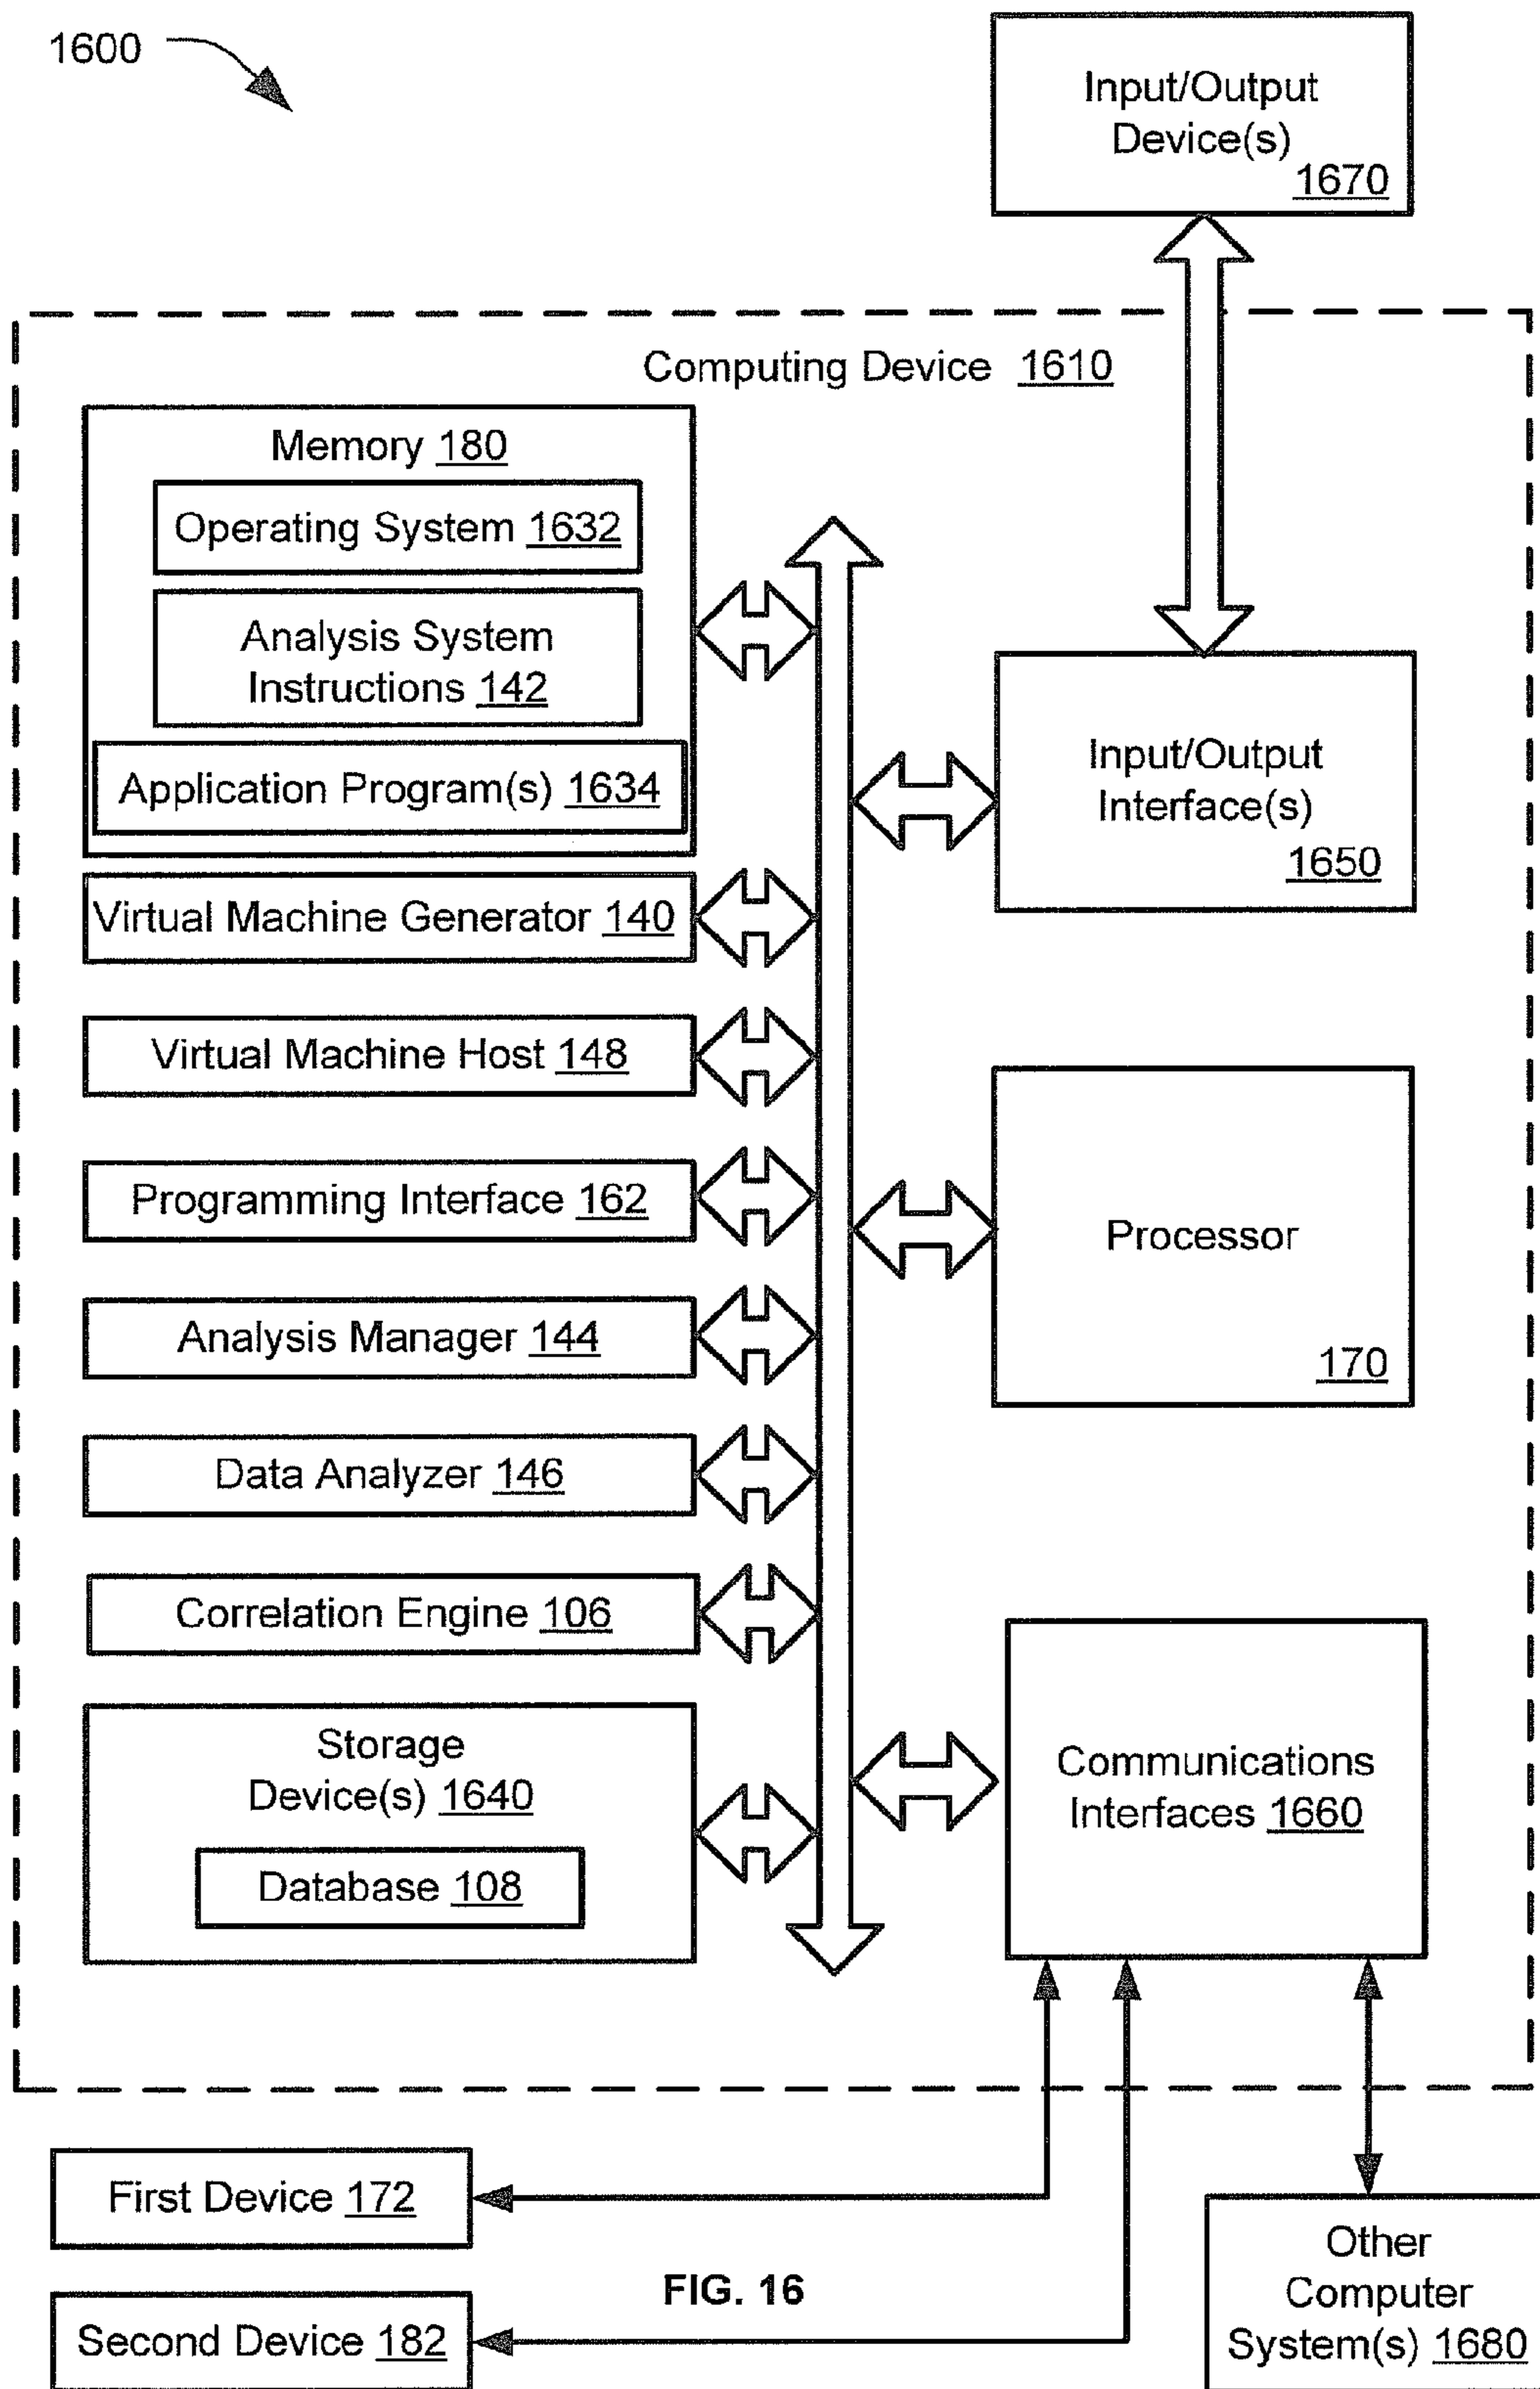 1600
Input/Output
Device(s)
1670
Computing Device 1610
Memory 180
Operating System 1632
Analysis System
Instructions 142
Application Program(s) 1634
Virtual Machine Generator 140
Virtual Machine Host 148
Programming Interface 162
Analysis Manager 144
Data Analyzer 146
Correlation Engine 106
Storage
Device(s) 1640
Database 108
Input/Output
Interface(s)
1650
Processor
170
Communications
Interfaces 1660
First Device 172
Second Device 182
Other
Computer
System(s) 1680
FIG. 16